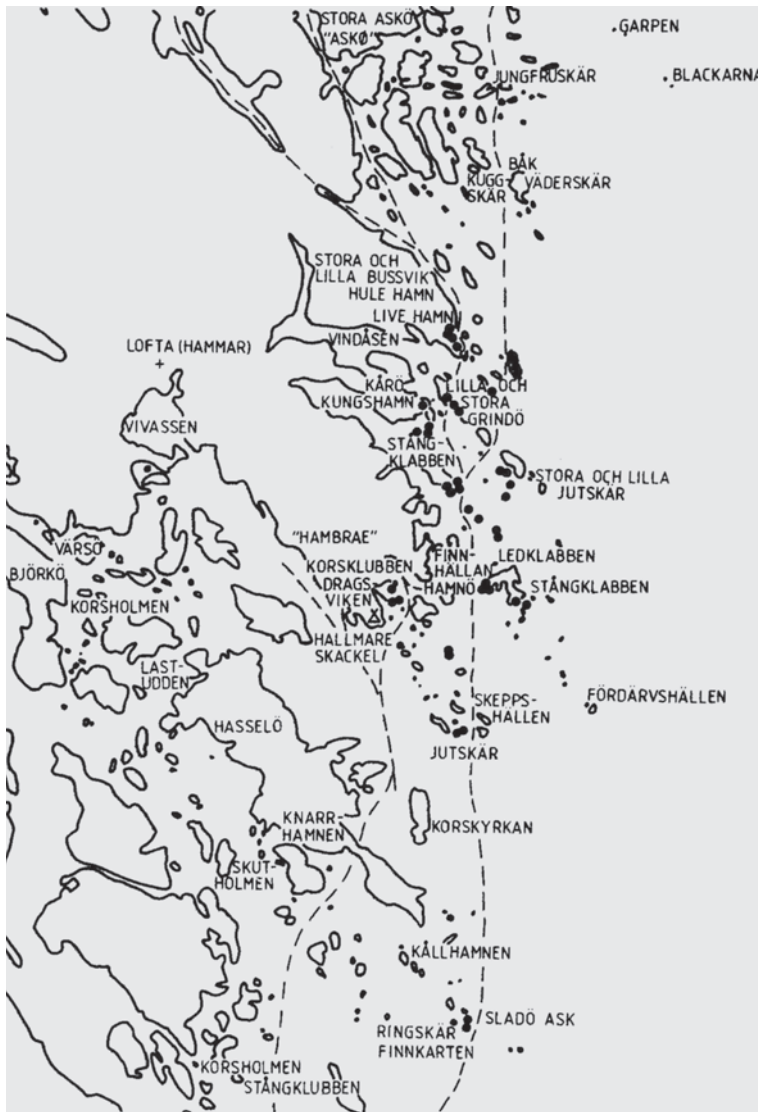 STORA ASKÖ
"ASKØ"
GARPEN
JUNGFRUSKÄR
BLACKARNA
BÅK
KUGG-
SKÄR
VÄDERSKÄR
STORA OCH
LILLA BUSSVIK
HULE HAMN
LIVE HAMN
VINDÅSEN
LOFTA (HAMMAR)
KÅRÖ
KUNGSHAMN
LILLA OCH
STORA
GRINDÖ
VIVASSEN
STÅNG-
KLABBEN
STORA OCH LILLA
JUTSKÄR
"HAMBRAE"
VÄRSÖ
BJÖRKÖ
KORSKLUBBEN
DRAGS-
VIKEN
FINN-
HÄLLAN
HAMNÖ
LEDKLABBEN
STÅNGKLABBEN
KORSHOLMEN
HALLMARE
SKACKEL
LAST-
UDDEN
SKEPPS-
HÄLLEN
FÖRDÄRVSHÄLLEN
HASSELÖ
JUTSKÄR
KNARR-
HAMNEN
KORSKYRKAN
SKUT-
HOLMEN
KÅLLHAMNEN
SLADÖ ASK
RINGSKÄR
FINNKARTEN
KORSHOLMEN
STÅNGKLUBBEN